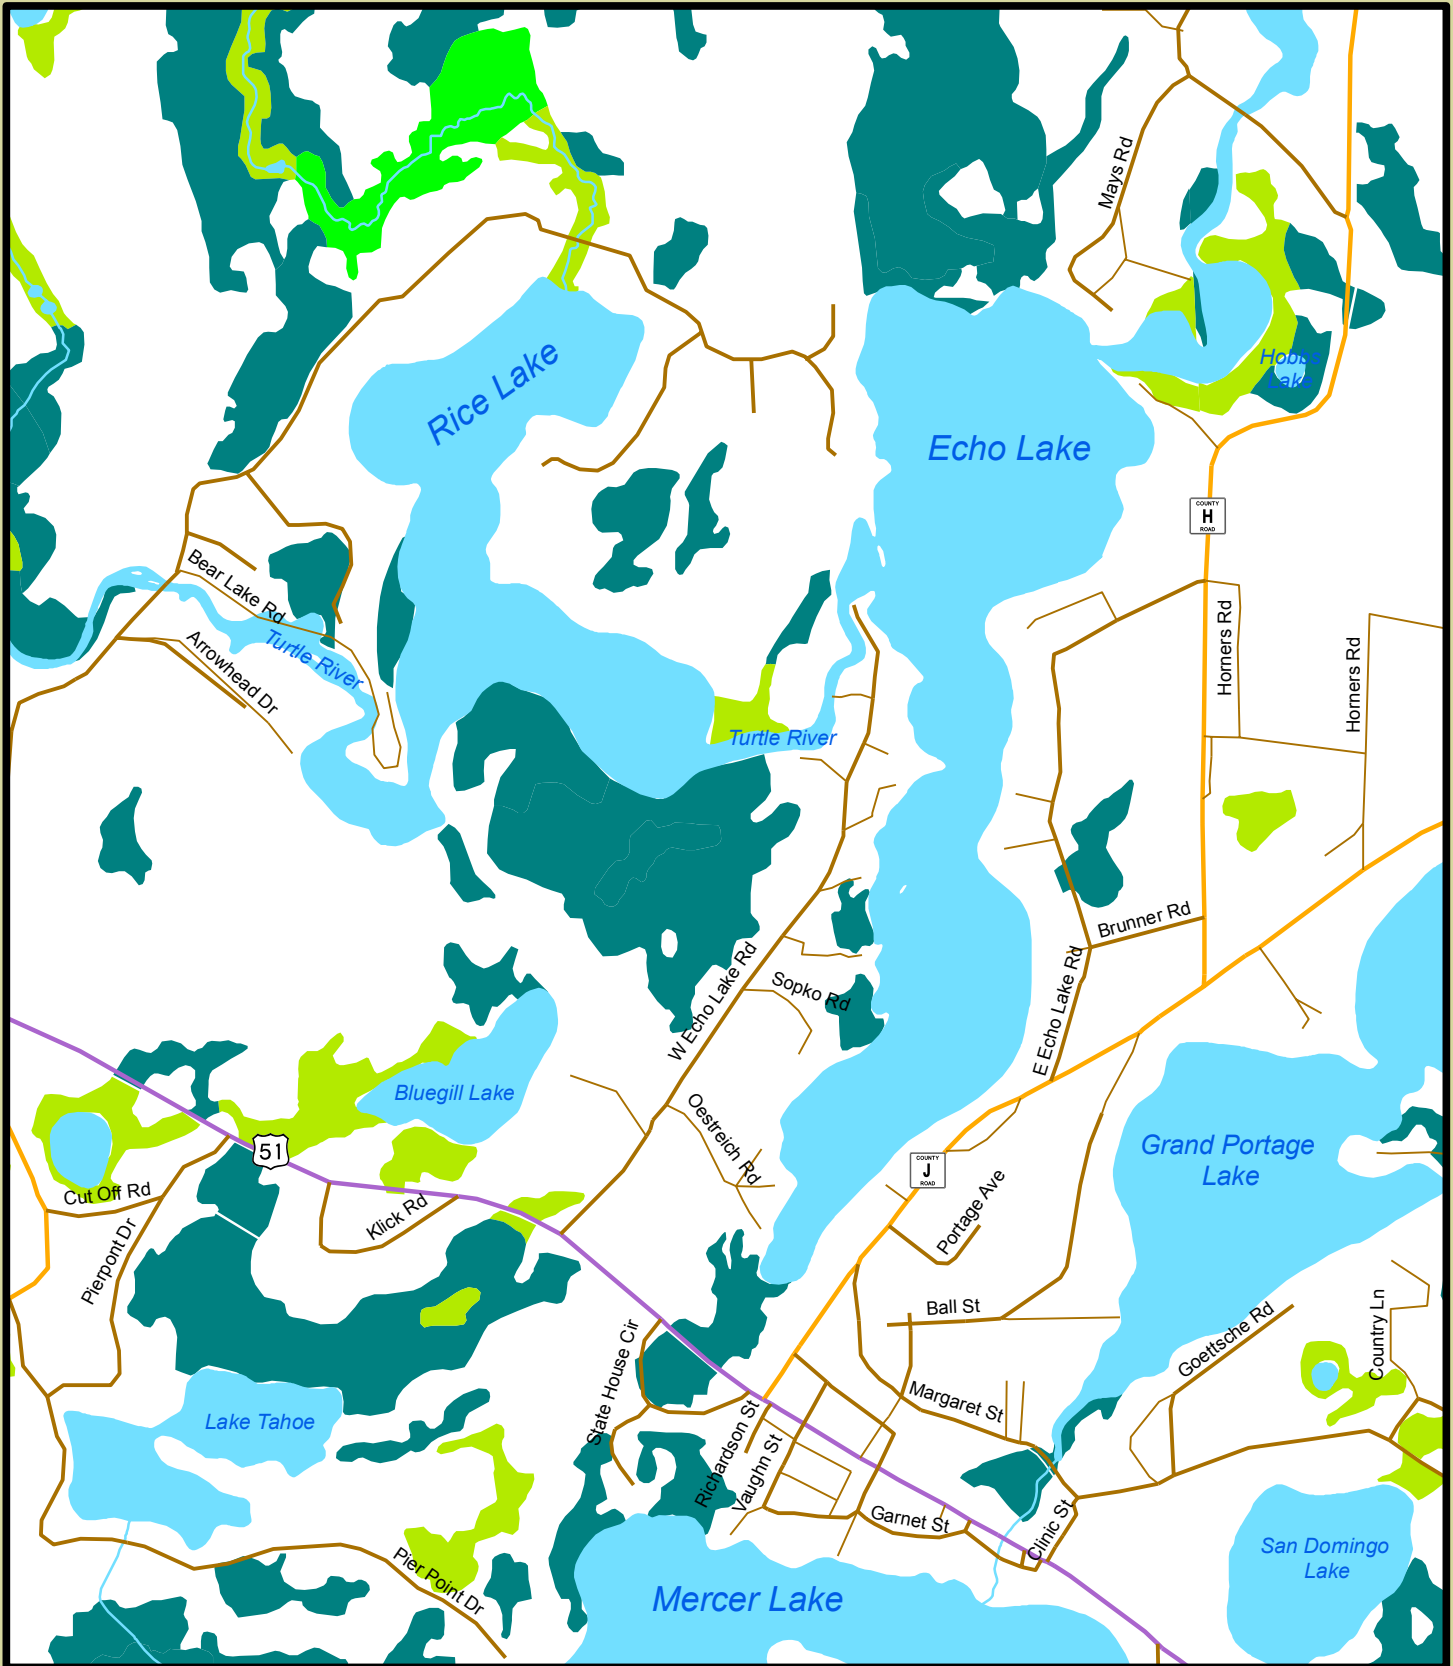 Mays Rd
Rice Lake
Hobbs
Lake
Echo Lake
COUNTY
H
ROAD
Bear Lake Rd
Turtle River
Arrowhead Dr
Horners Rd
Horners Rd
Turtle River
Brunner Rd
W Echo Lake Rd
Sopko Rd
E Echo Lake Rd
Bluegill Lake
Oestreich Rd
51
Grand Portage
Lake
COUNTY
J
ROAD
Cut Off Rd
Klick Rd
Portage Ave
Pierpont Dr
Ball St
Goettsche Rd
Country Ln
State House Cir
Margaret St
Lake Tahoe
Richardson St
Vaughn St
Garnet St
Clinic St
San Domingo
Lake
Pier Point Dr
Mercer Lake